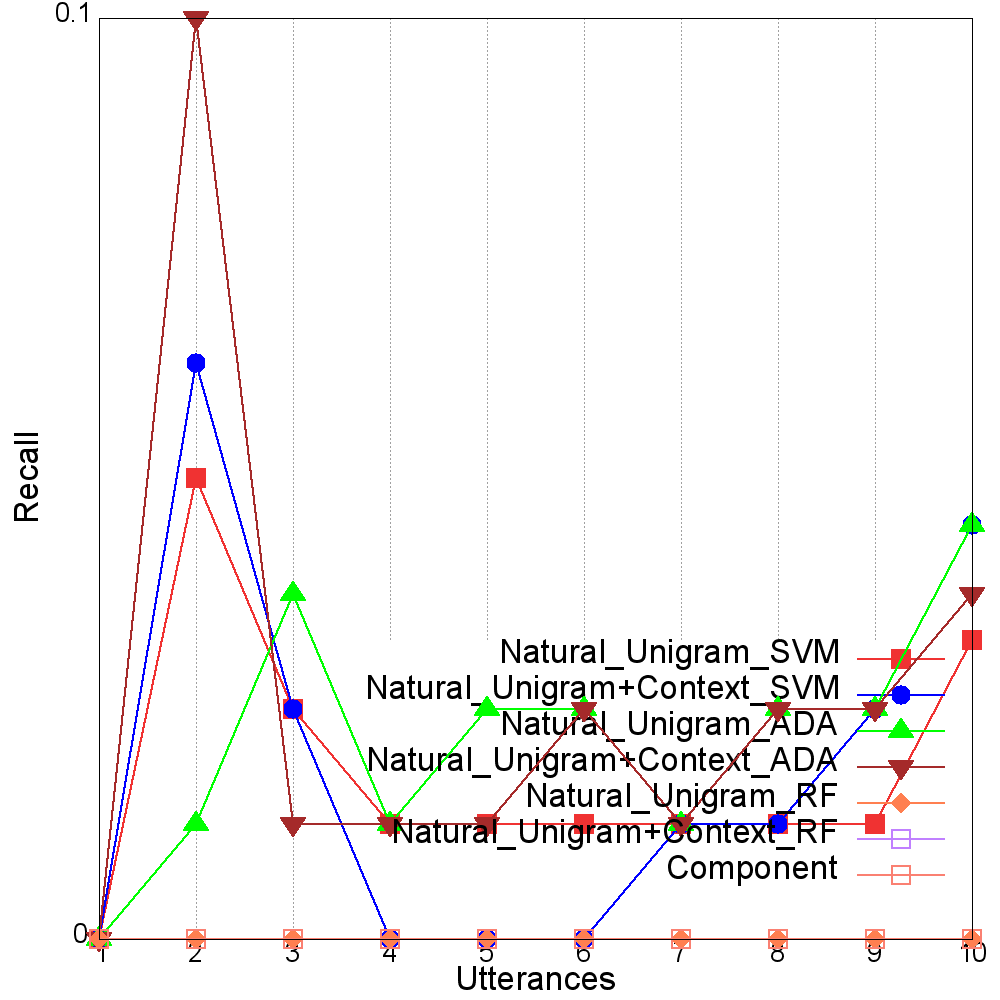 0.1
Recall
Natural_Unigram_SVM
Natural_Unigram+Context_SVM
Natural_Unigram_ADA
Natural_Unigram+Context_ADA
Natural_Unigram_RF
Natural_Unigram+Context_RF
Component
0
1 2 3 4 5 6 7 8 9 10
Utterances